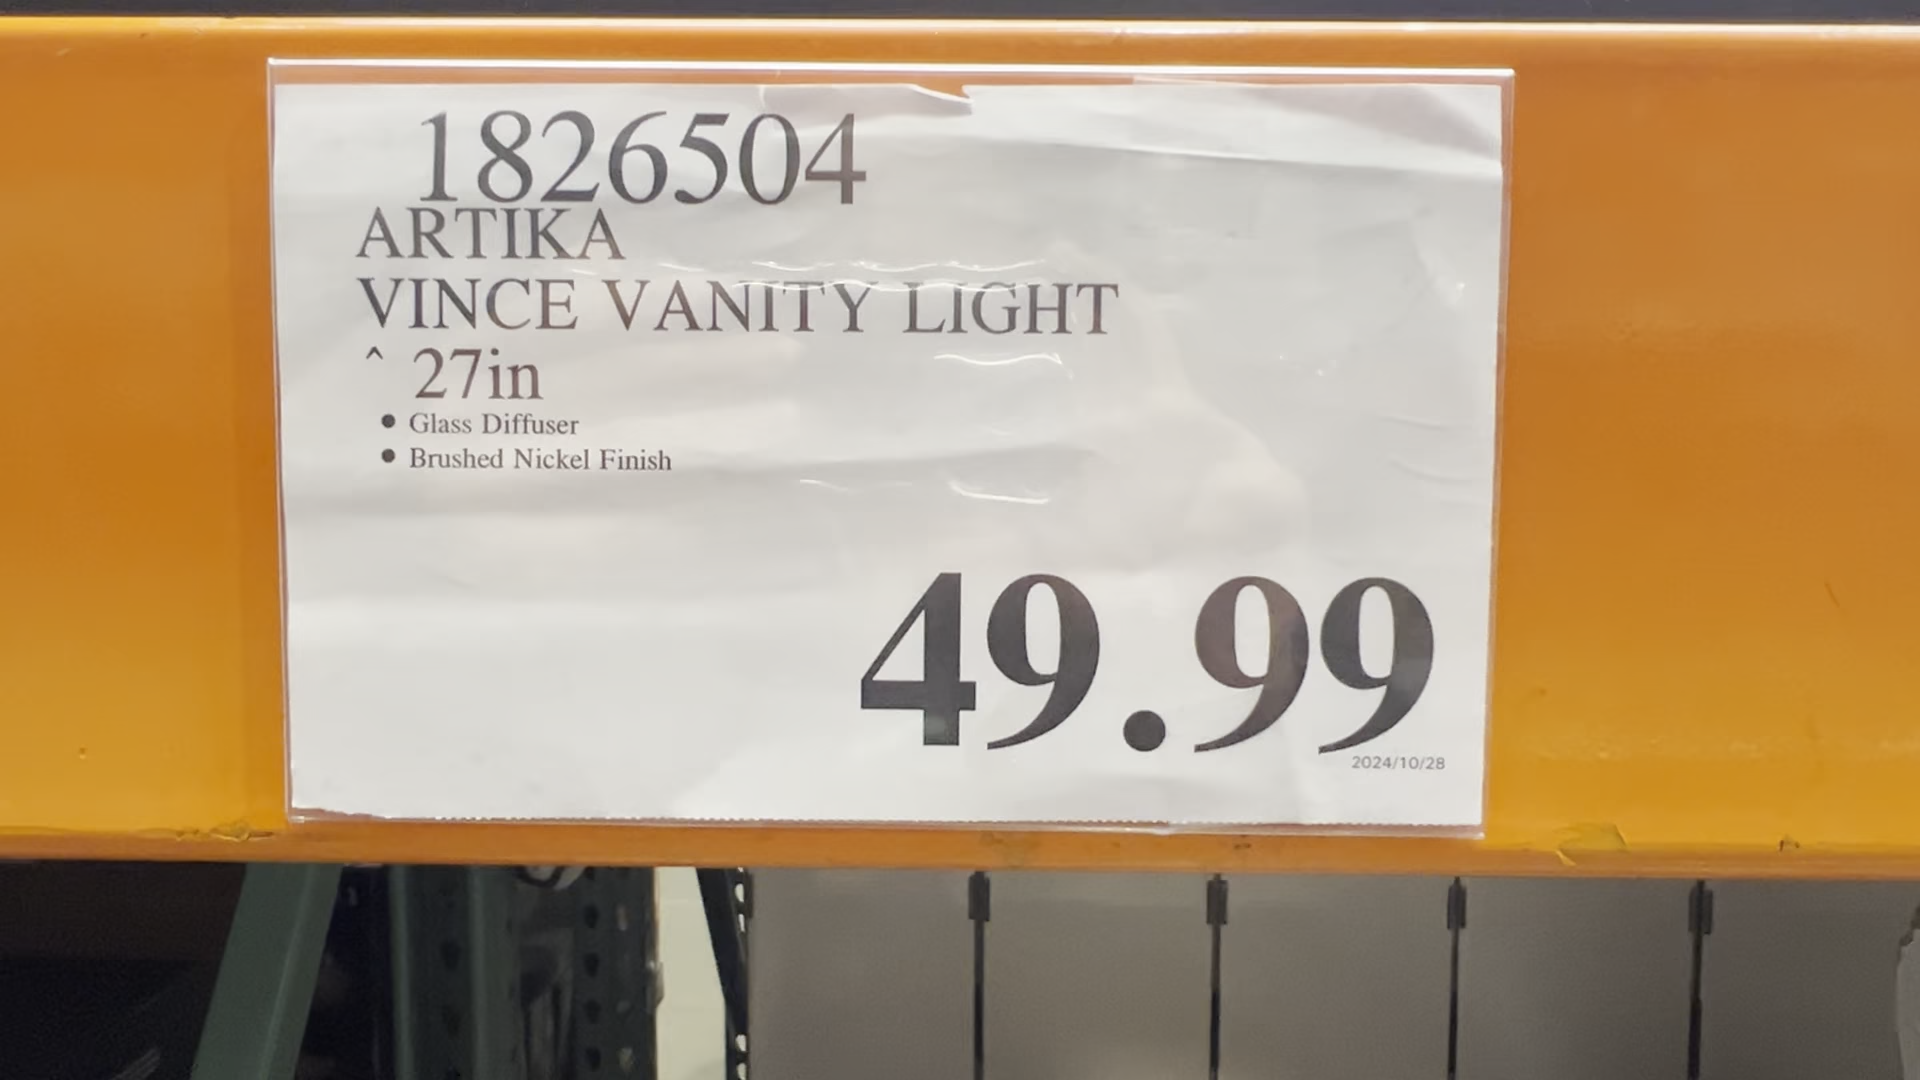 1826504
ARTIKA
VINCE VANITY LIGHT
^ 27in
• Glass Diffuser
• Brushed Nickel Finish
49.99
2024/10/28